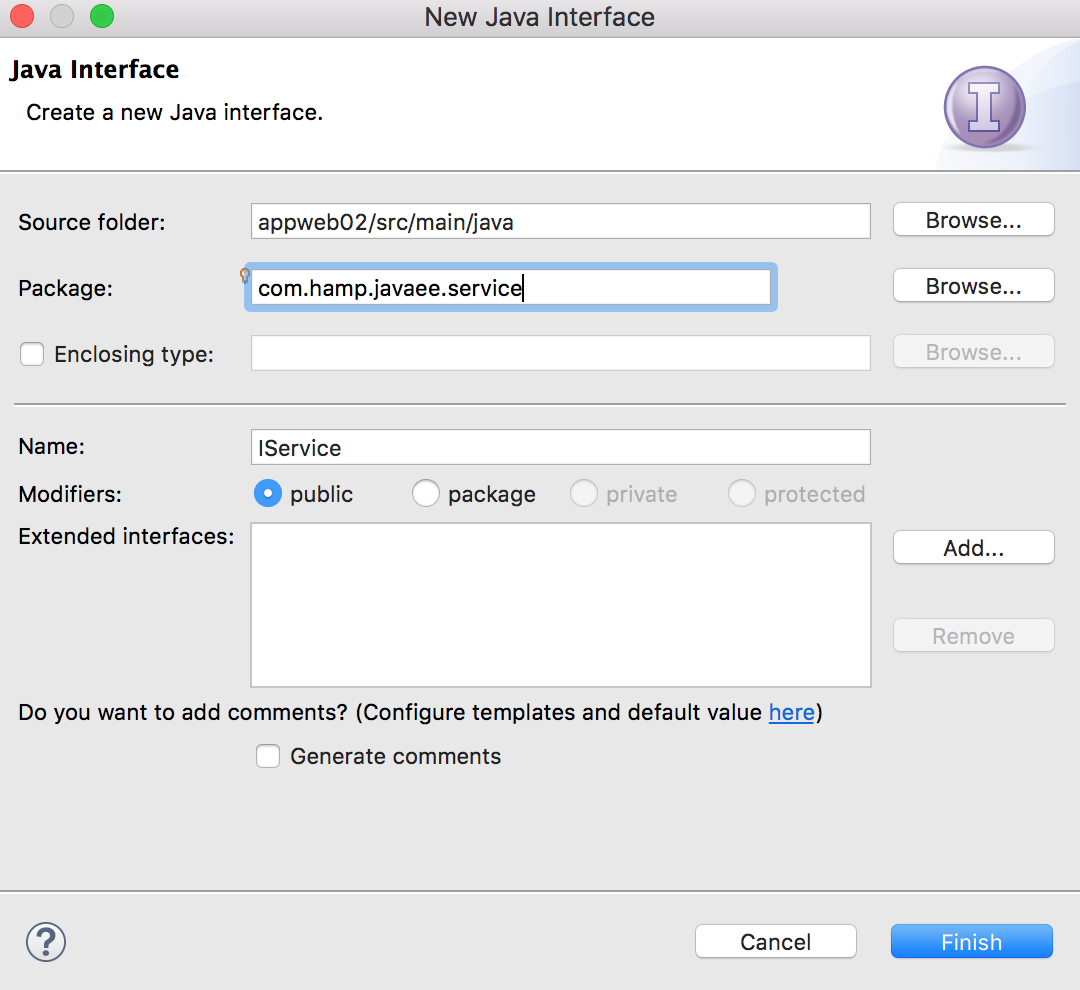 New Java Interface
Java Interface
Create a new Java interface.
Source folder: appweb02/src/main/java Browse...
Package: com.hamp.javaee.service Browse...
Enclosing type: Browse...
Name: IService
Modifiers: public package private protected
Extended interfaces: Add...
Remove
Do you want to add comments? (Configure templates and default value here)
Generate comments
? Cancel Finish